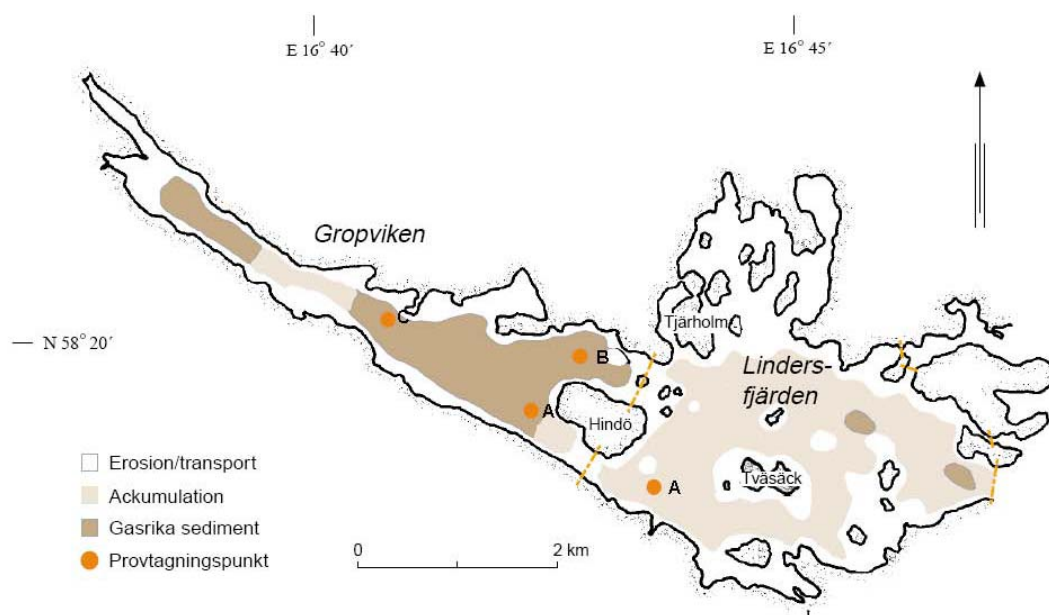 E 16° 40´
E 16° 45´
Gropviken
C
Tjärholm
N 58° 20´
B
Linders-
fjärden
A
Hindö
Erosion/transport
Tväsäck
A
Ackumulation
Gasrika sediment
0
2 km
Provtagningspunkt